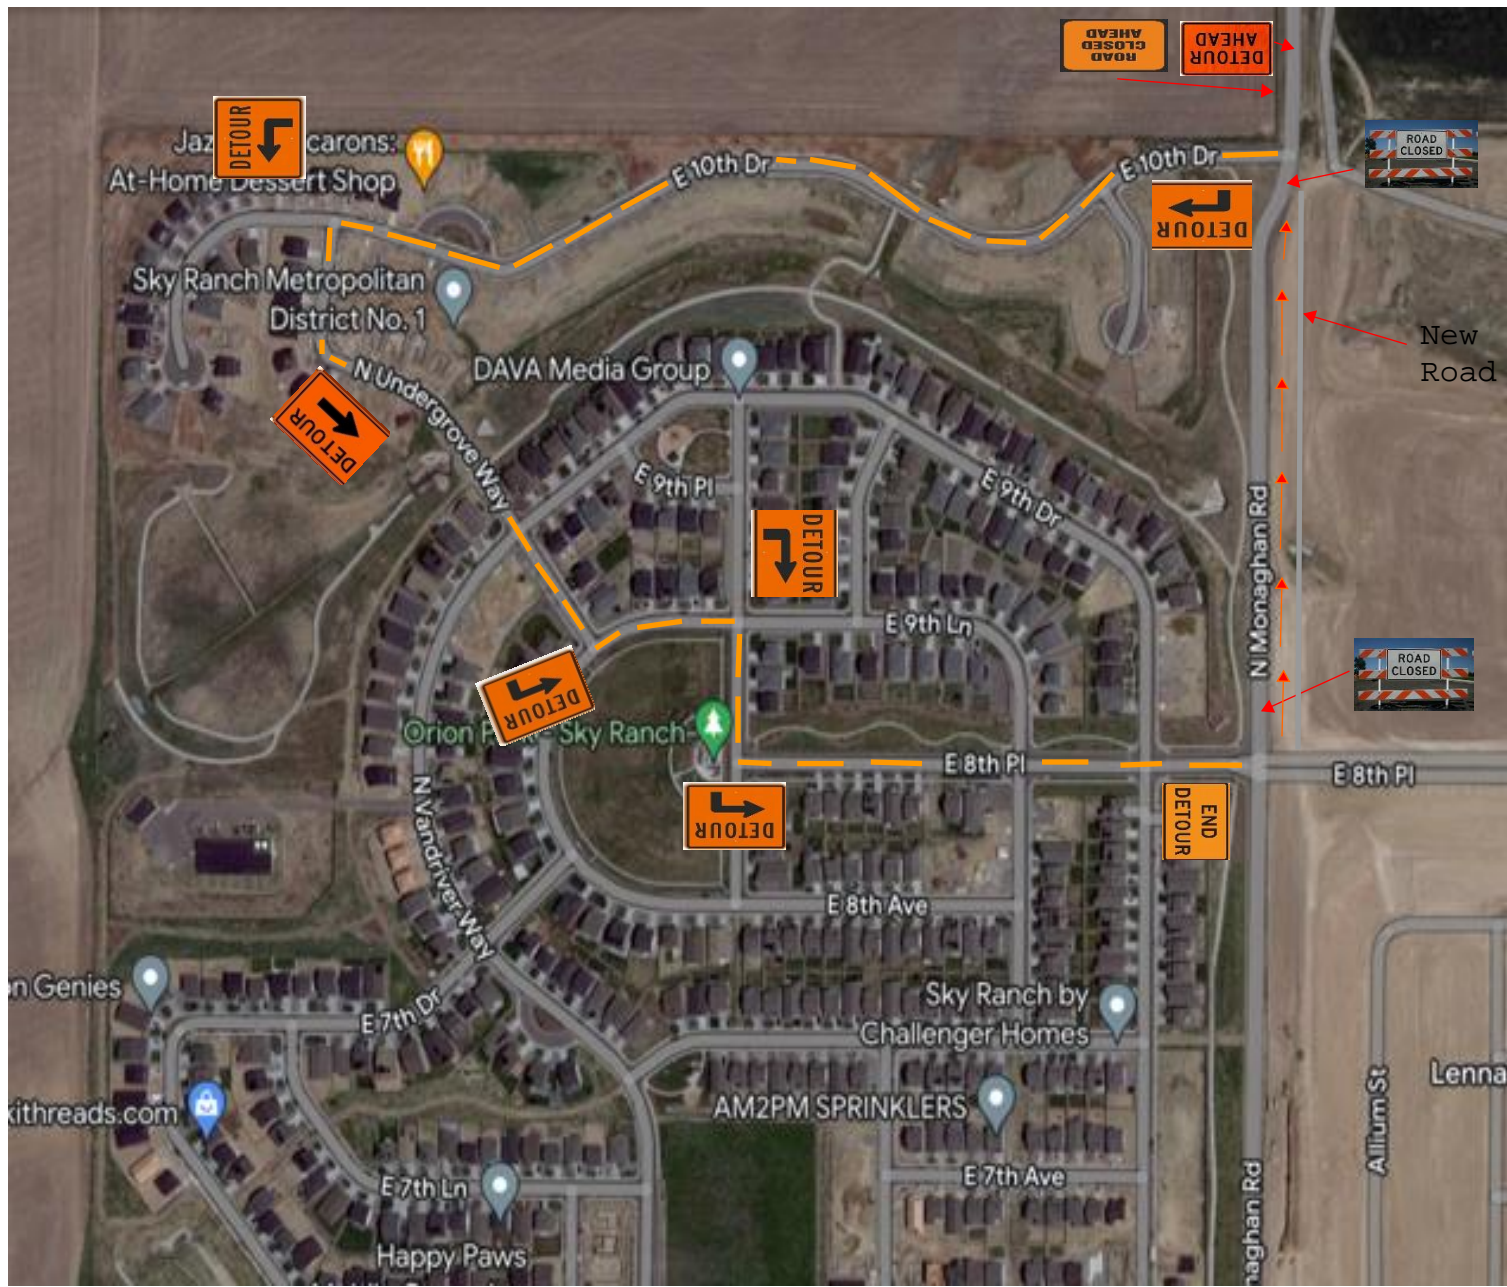 ROAD
CLOSED
AHEAD
DETOUR
AHEAD
ROAD
CLOSED
DETOUR
Jaz
carons:
At-Home Dessert Shop
E 10th Dr
E 10th Dr
DETOUR
Sky Ranch Metropolitan
District No. 1
New
Road
DAVA Media Group
N Undergrove Way
DETOUR
E 9th Pl
E 9th Dr
DETOUR
N Monaghan Rd
E 9th Ln
ROAD
CLOSED
DETOUR
Orion P
- Sky Ranch
E 8th Pl
E 8th Pl
N Vandriver Way
DETOUR
END
DETOUR
E 8th Ave
n Genies
E 7th Dr
Sky Ranch by
Challenger Homes
Lenna
kithreads.com
AM2PM SPRINKLERS
Allium St
E 7th Ln
E 7th Ave
naghan Rd
Happy Paws